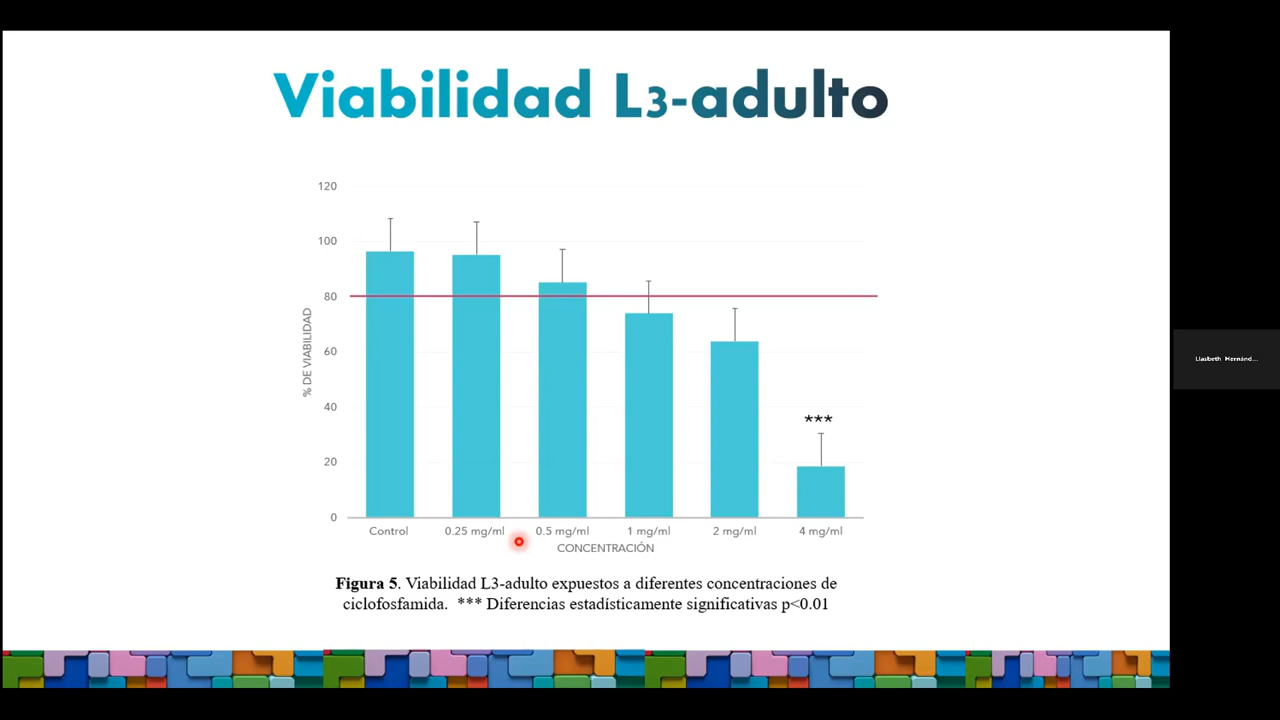 Viabilidad L3-adulto
120
100
80
60
40
20
0
% DE VIABILIDAD
***
Control 0.25 mg/ml 0.5 mg/ml 1 mg/ml 2 mg/ml 4 mg/ml
CONCENTRACIÓN
Figura 5. Viabilidad L3-adulto expuestos a diferentes concentraciones de
ciclofosfamida. *** Diferencias estadísticamente significativas p<0.01